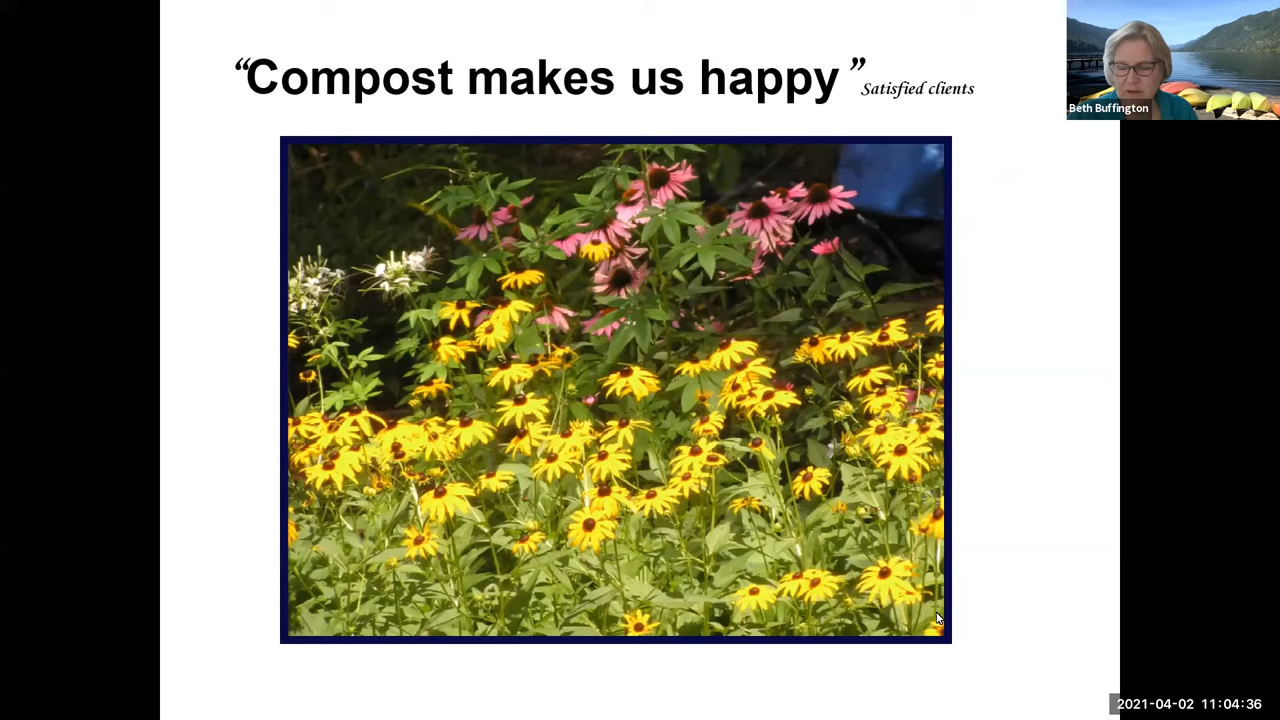 “Compost makes us happy” Satisfied clients
Beth Buffington
2021-04-02 11:04:36